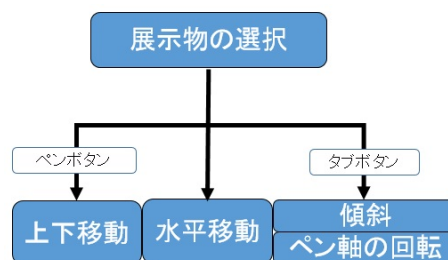 展示物の選択
ペンボタン
タブボタン
上下移動
水平移動
傾斜
ペン軸の回転